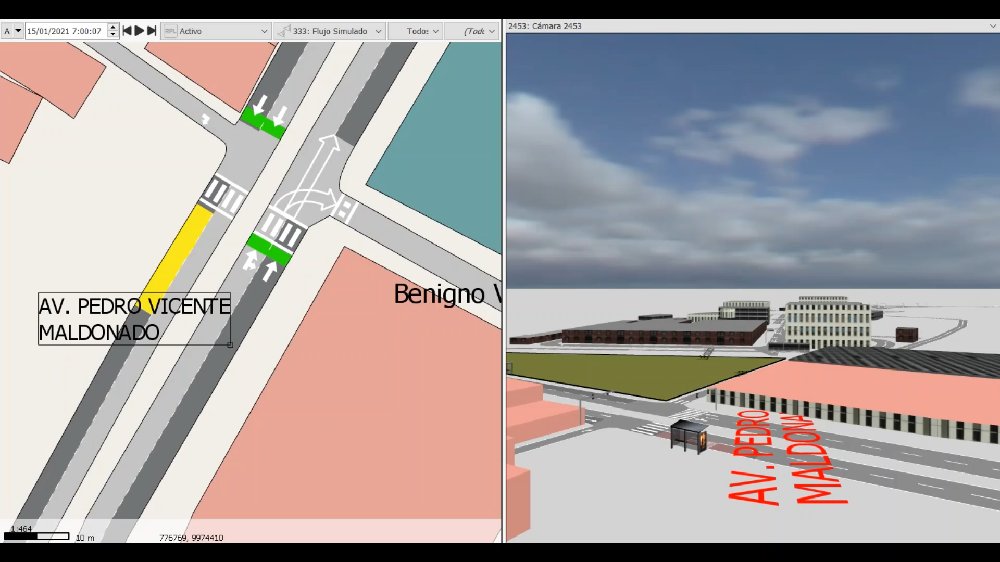 A
15/01/2021 7:00:07
RPL Activo
333: Flujo Simulado
Todos
(Todo
2453: Cámara 2453
AV. PEDRO VICENTE
MALDONADO
Benigno V
1:464
10 m
776769, 9974410
AV. PEDRO
MALDONA